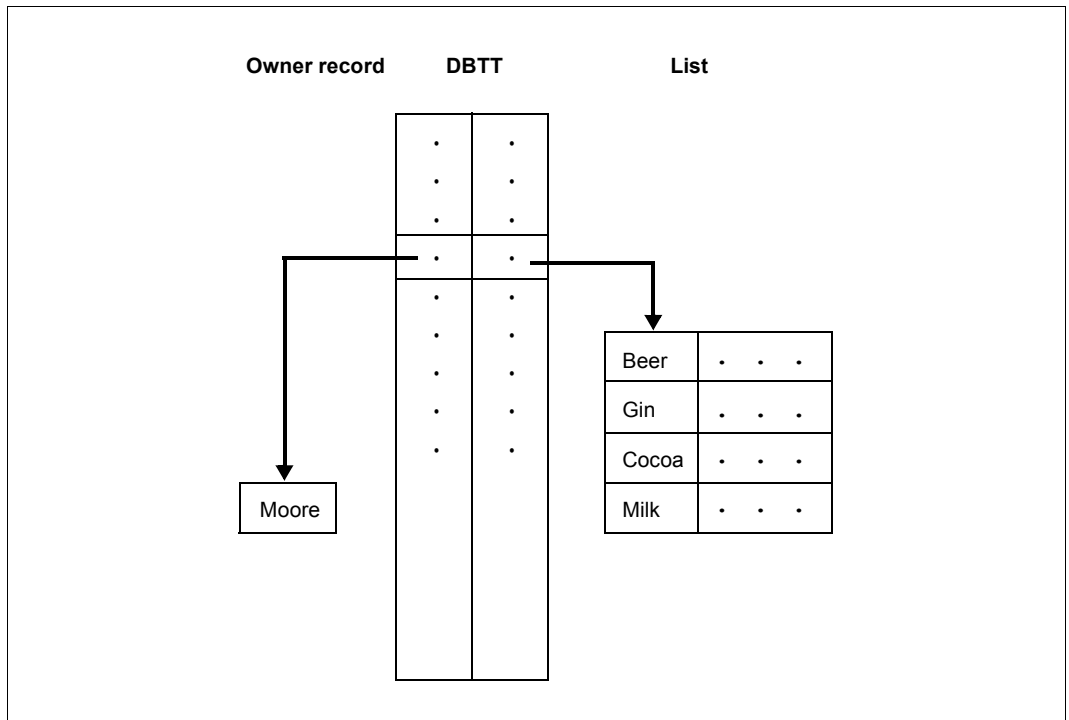 Owner record DBTT List
Beer . . .
Gin . . .
Cocoa . . .
Moore
Milk . . .